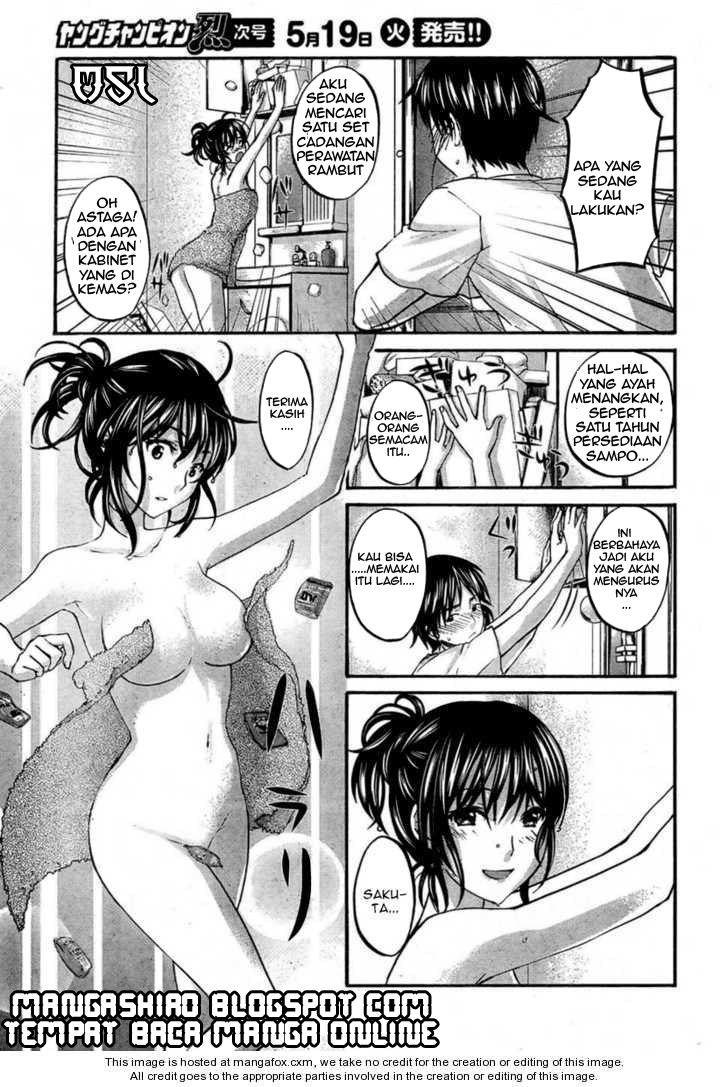 ヤングチャンピオン烈 次号 5月19日 火 発売!!
MSI
APA YANG
SEDANG
KAU
LAKUKAN?
AKU
SEDANG
MENCARI
SATU SET
CADANGAN
PERAWATAN
RAMBUT
OH
ASTAGA!
ADA APA
DENGAN
KABINET
YANG DI
KEMAS?
HAL-HAL
YANG AYAH
MENANGKAN,
SEPERTI
SATU TAHUN
PERSEDIAAN
SAMPO...
ORANG-
ORANG
SEMACAM
ITU..
TERIMA
KASIH
....
INI
BERBAHAYA
JADI AKU
YANG AKAN
MENGURUS
NYA
...
KAU BISA
.....MEMAKAI
ITU LAGI....
SAKU-
TA...
ハラリ
MANGASHIRO BLOGSPOT COM
TEMPAT BACA MANGA ONLINE
This image is hosted at mangafox.cxm, we take no credit for the creation or editing of this image.
All credit goes to the appropriate parties involved in the creation or editing of this image.